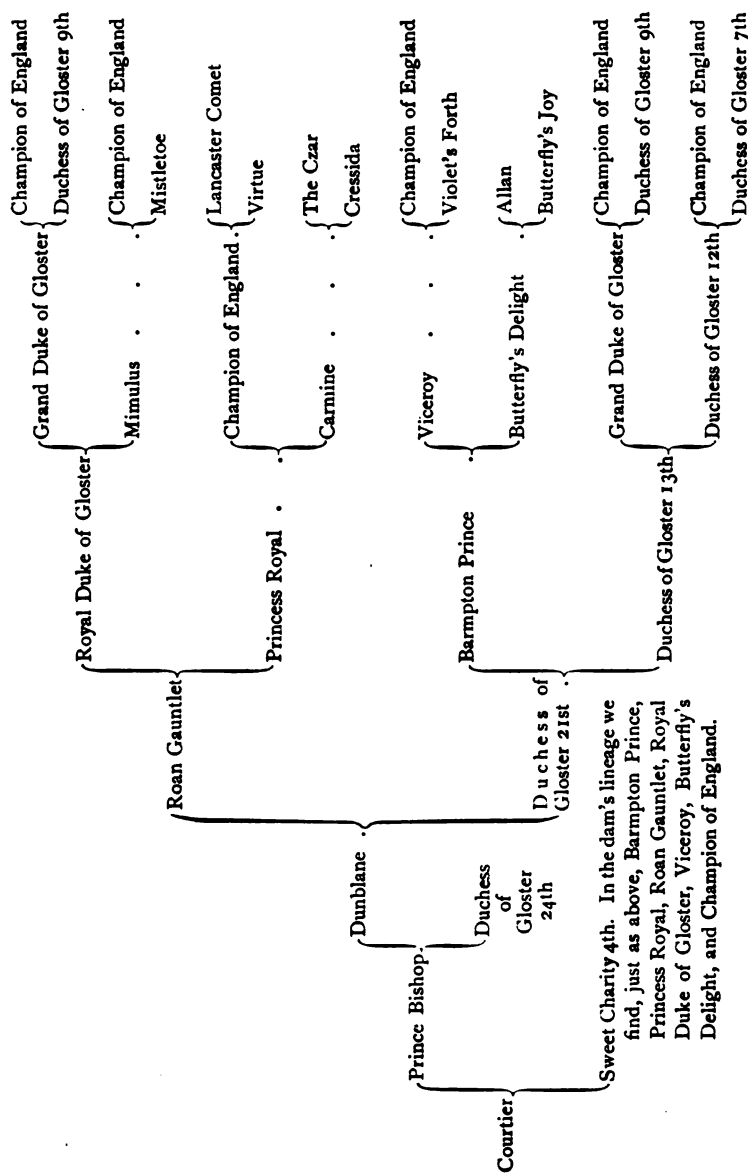 Courtier
Prince Bishop.
Sweet Charity 4th. In the dam's lineage we
find, just as above, Barmpton Prince,
Princess Royal, Roan Gauntlet, Royal
Duke of Gloster, Viceroy, Butterfly's
Delight, and Champion of England.
Dunblane .
Duchess
of
Gloster
24th
Roan Gauntlet
Duchess of
Gloster 21st .
Royal Duke of Gloster
Princess Royal . .
Barmpton Prince .
Duchess of Gloster 13th
Grand Duke of Gloster
Mimulus . . .
Champion of England .
Carmine . . .
Viceroy . . .
Butterfly's Delight .
Grand Duke of Gloster
Duchess of Gloster 12th
Champion of England
Duchess of Gloster 9th
Champion of England
Mistletoe
Lancaster Comet
Virtue
The Czar
Cressida
Champion of England
Violet's Forth
Allan
Butterfly's Joy
Champion of England
Duchess of Gloster 9th
Champion of England
Duchess of Gloster 7th